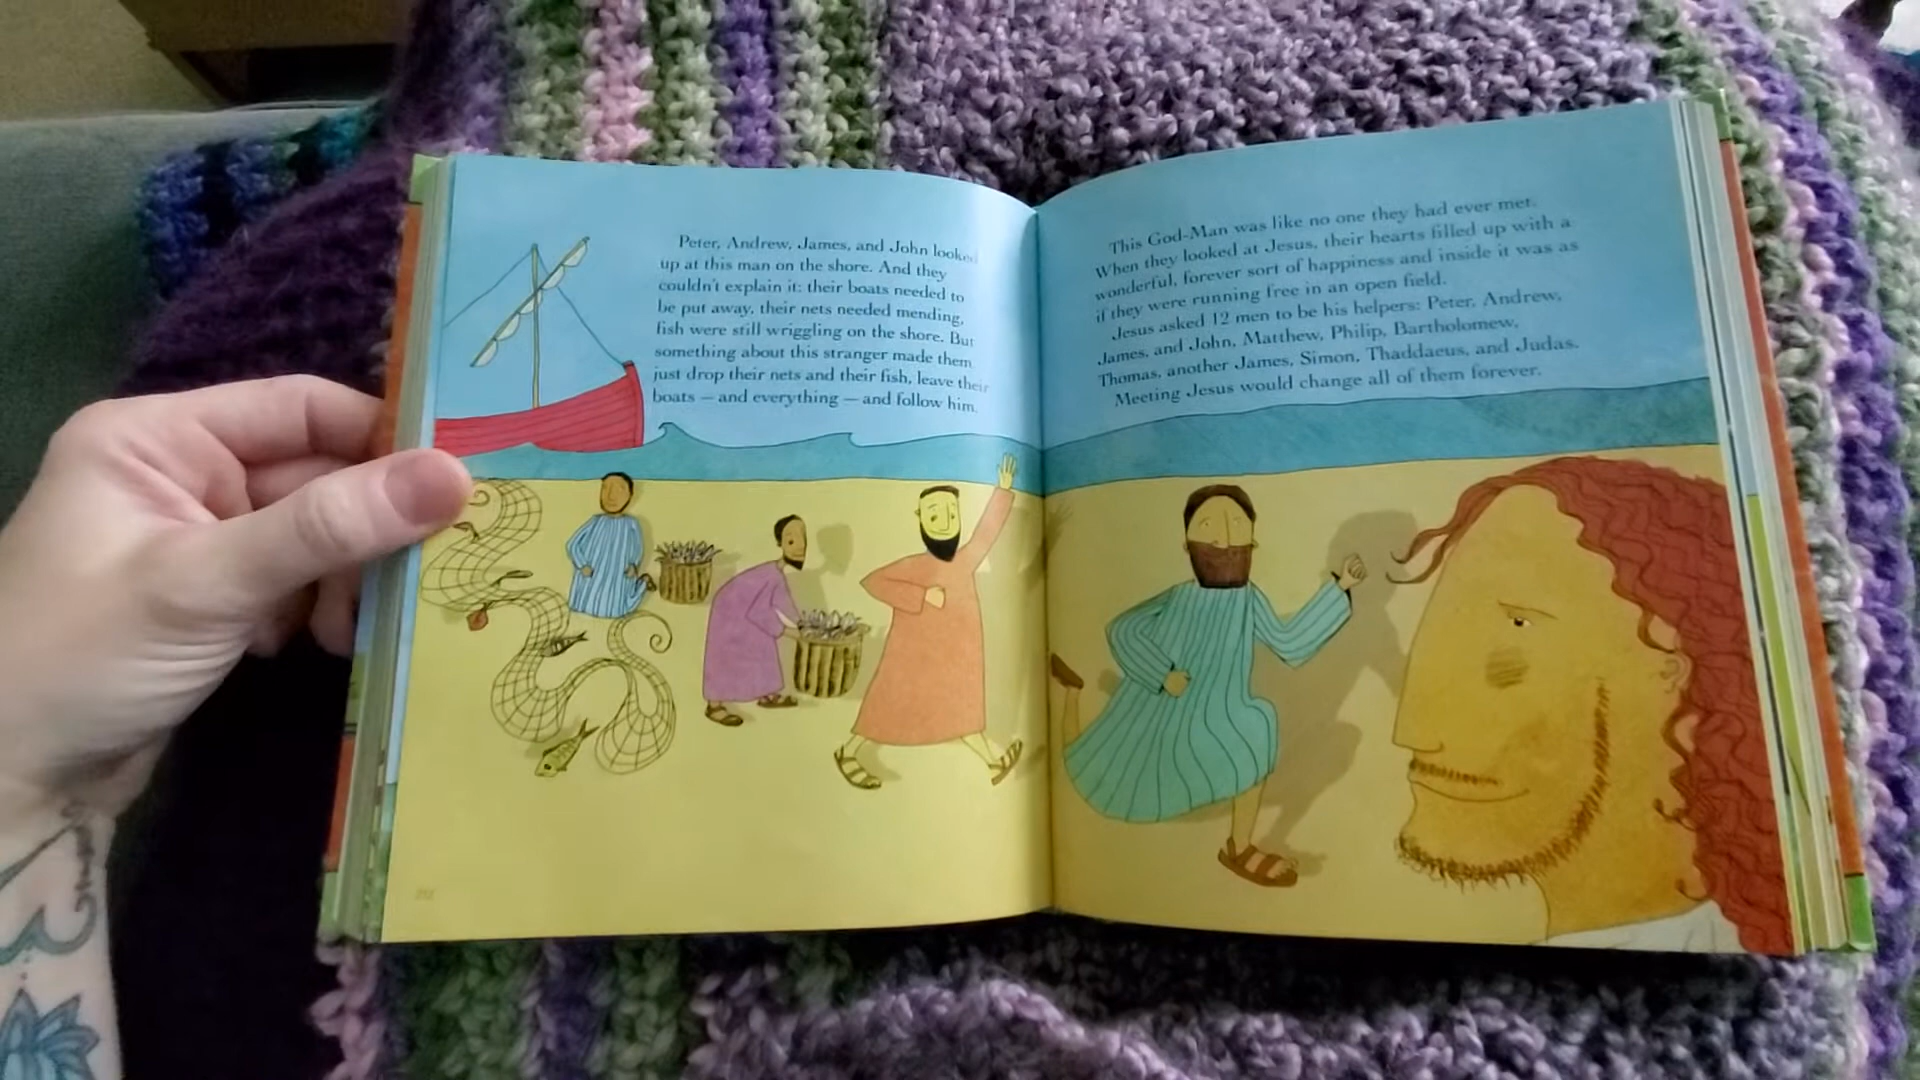 Peter, Andrew, James, and John looked
up at this man on the shore. And they
couldn't explain it: their boats needed to
be put away, their nets needed mending,
fish were still wriggling on the shore. But
something about this stranger made them
just drop their nets and their fish, leave their
boats — and everything — and follow him.
This God-Man was like no one they had ever met.
When they looked at Jesus, their hearts filled up with a
wonderful, forever sort of happiness and inside it was as
if they were running free in an open field.
Jesus asked 12 men to be his helpers: Peter, Andrew,
James, and John, Matthew, Philip, Bartholomew,
Thomas, another James, Simon, Thaddaeus, and Judas.
Meeting Jesus would change all of them forever.